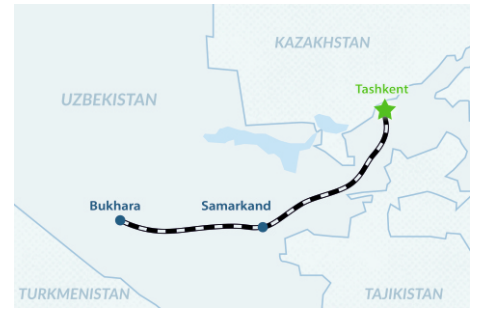 KAZAKHSTAN
Tashkent
UZBEKISTAN
Bukhara
Samarkand
TURKMENISTAN
TAJIKISTAN